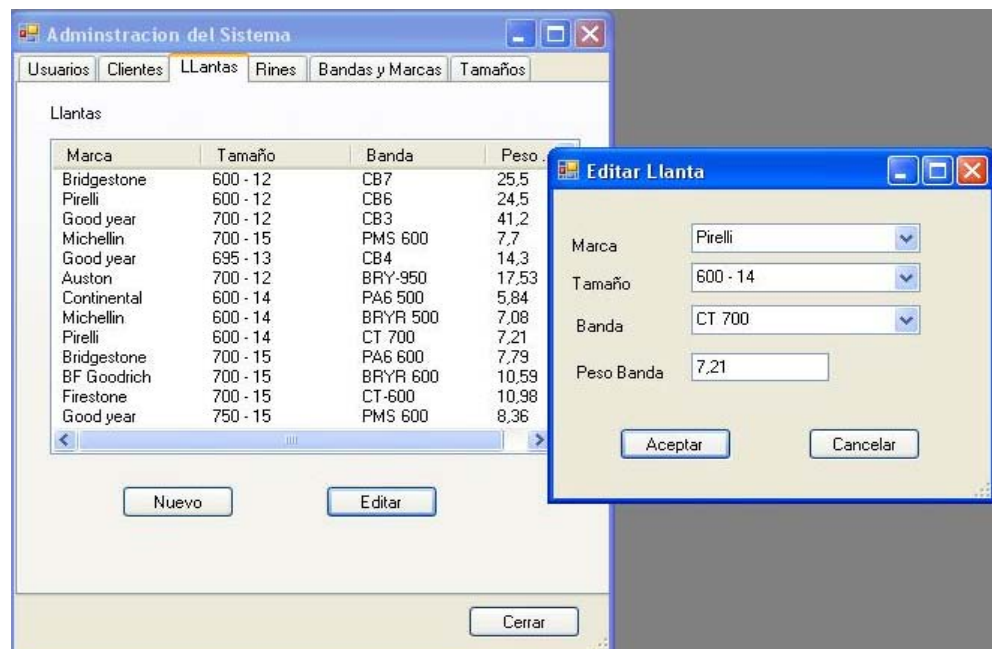 Adminstracion del Sistema
Usuarios Clientes LLantas Rines Bandas y Marcas Tamaños
Llantas
Marca Tamaño Banda Peso .
Bridgestone 600 - 12 CB7 25,5
Pirelli 600 - 12 CB6 24,5
Good year 700 - 12 CB3 41,2
Michellin 700 - 15 PMS 600 7,7
Good year 695 - 13 CB4 14,3
Auston 700 - 12 BRY-950 17,53
Continental 600 - 14 PA6 500 5,84
Michellin 600 - 14 BRYR 500 7,08
Pirelli 600 - 14 CT 700 7,21
Bridgestone 700 - 15 PA6 600 7,79
BF Goodrich 700 - 15 BRYR 600 10,59
Firestone 700 - 15 CT-600 10,98
Good year 750 - 15 PMS 600 8,36
Nuevo Editar
Cerrar
Editar Llanta
Marca Pirelli
Tamaño 600 - 14
Banda CT 700
Peso Banda 7,21
Aceptar Cancelar